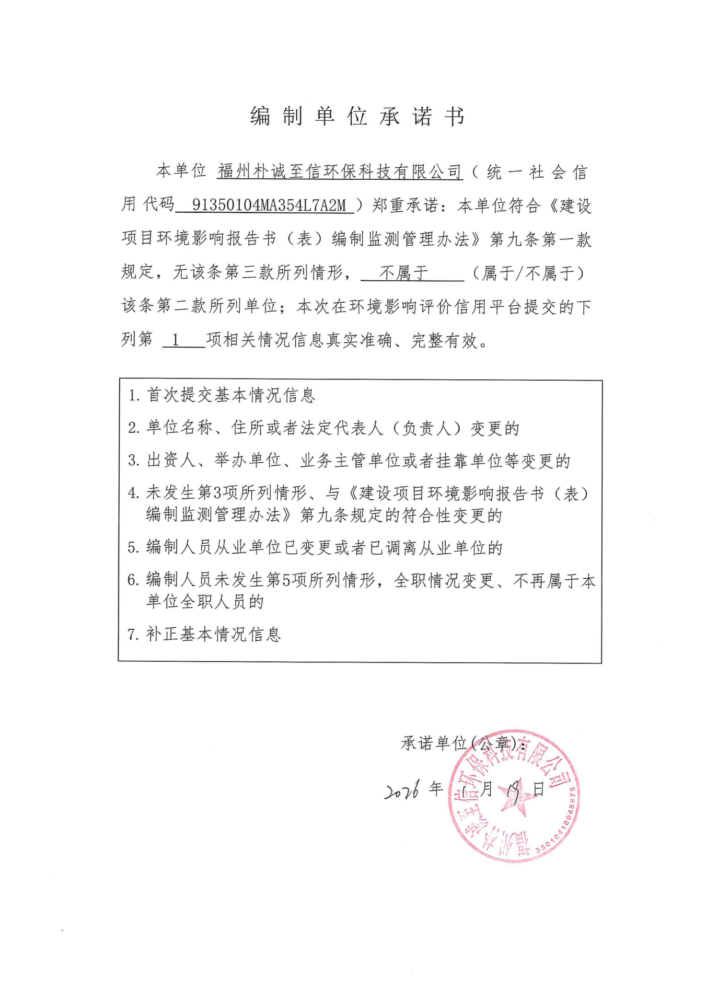 编制单位承诺书
本单位 福州朴诚至信环保科技有限公司（统一社会信
用 代码 91350104MA354L7A2M ）郑重承诺：本单位符合《建设
项目环境影响报告书（表）编制监测管理办法》第九条第一款
规定，无该条第三款所列情形， 不属于 （属于/不属于）
该条第二款所列单位；本次在环境影响评价信用平台提交的下
列第 1 项相关情况信息真实准确、完整有效。
1. 首次提交基本情况信息
2. 单位名称、住所或者法定代表人（负责人）变更的
3. 出资人、举办单位、业务主管单位或者挂靠单位等变更的
4. 未发生第3项所列情形、与《建设项目环境影响报告书（表）
编制监测管理办法》第九条规定的符合性变更的
5. 编制人员从业单位已变更或者已调离从业单位的
6. 编制人员未发生第5项所列情形，全职情况变更、不再属于本
单位全职人员的
7. 补正基本情况信息
承诺单位(公章)：
2026 年 1 月 19 日
福州朴诚至信环保科技有限公司
35010410045875